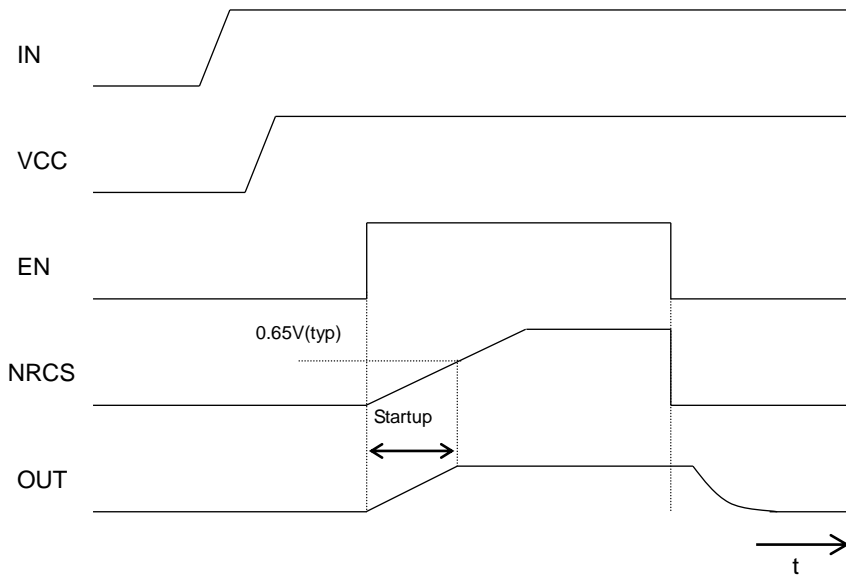 IN
VCC
EN
0.65V(typ)
NRCS
Startup
OUT
t